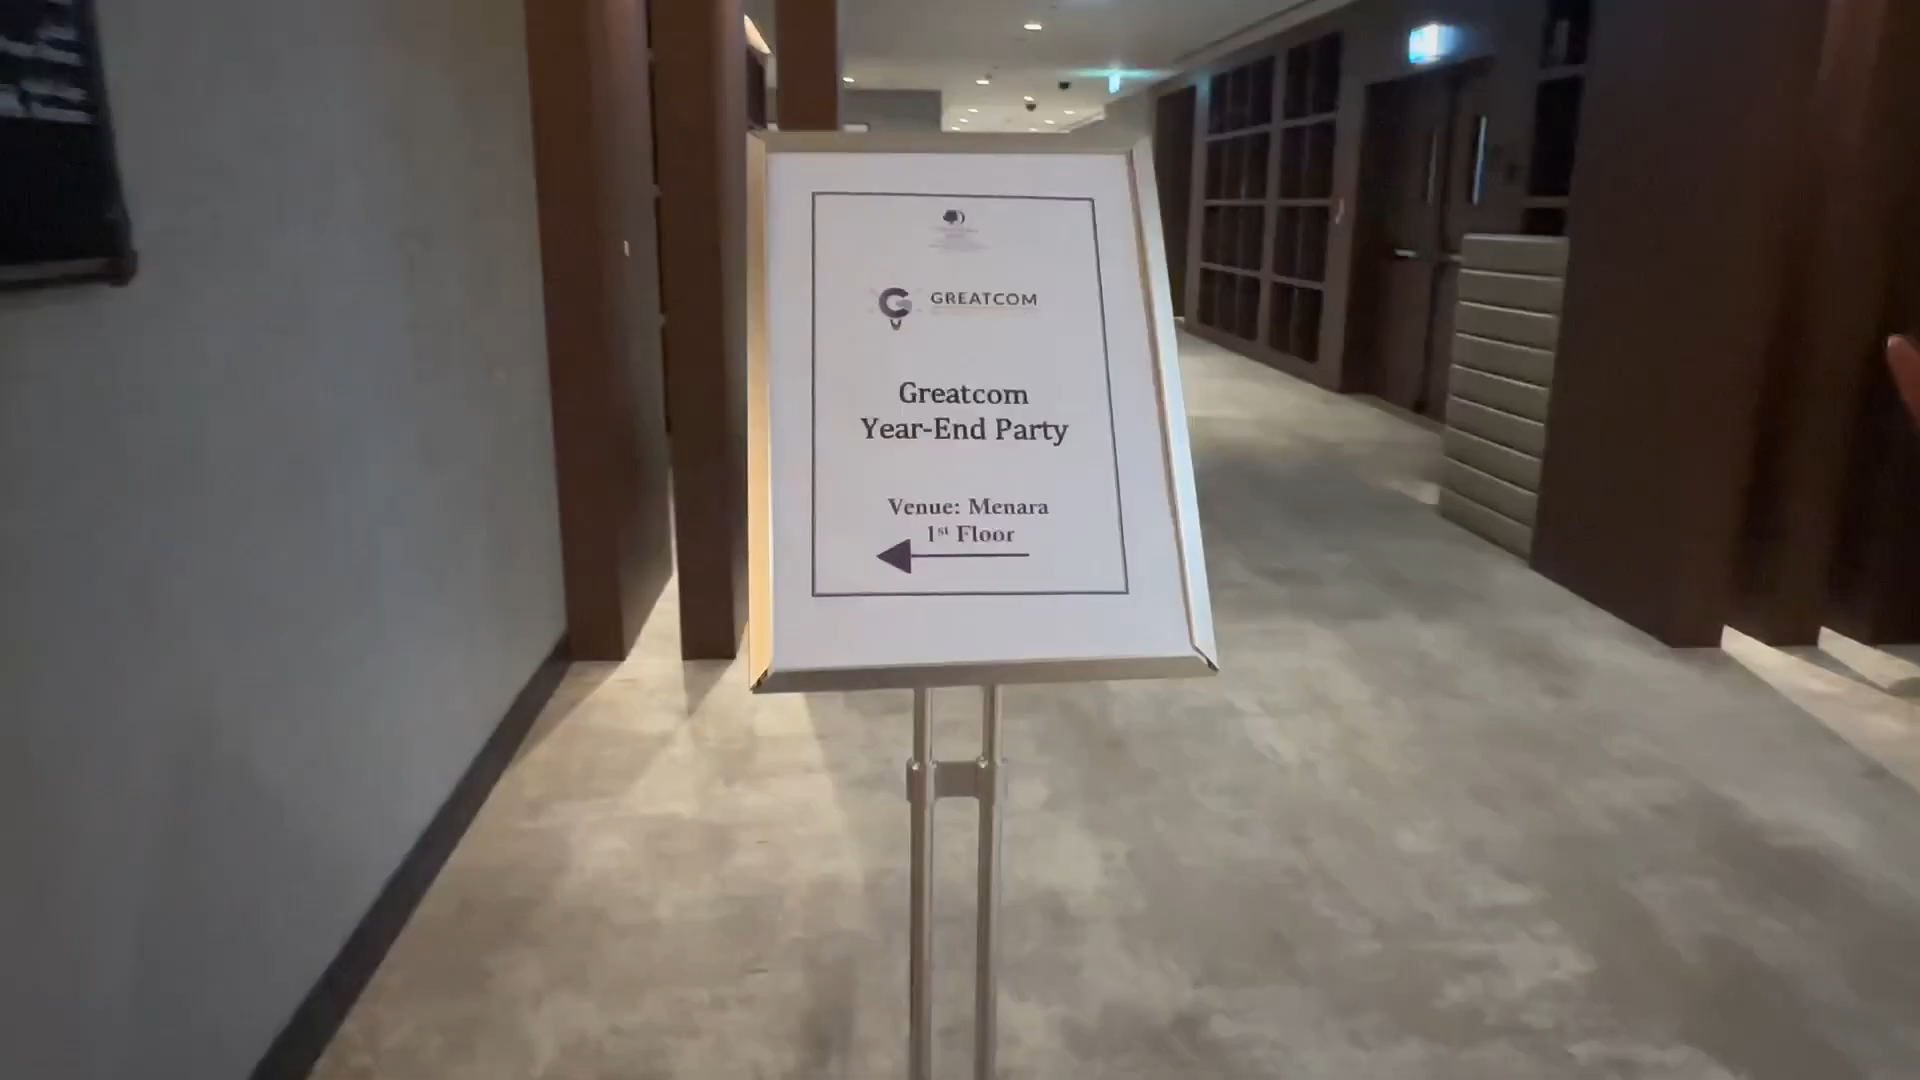 GREATCOM
Greatcom
Year-End Party
Venue: Menara
1st Floor